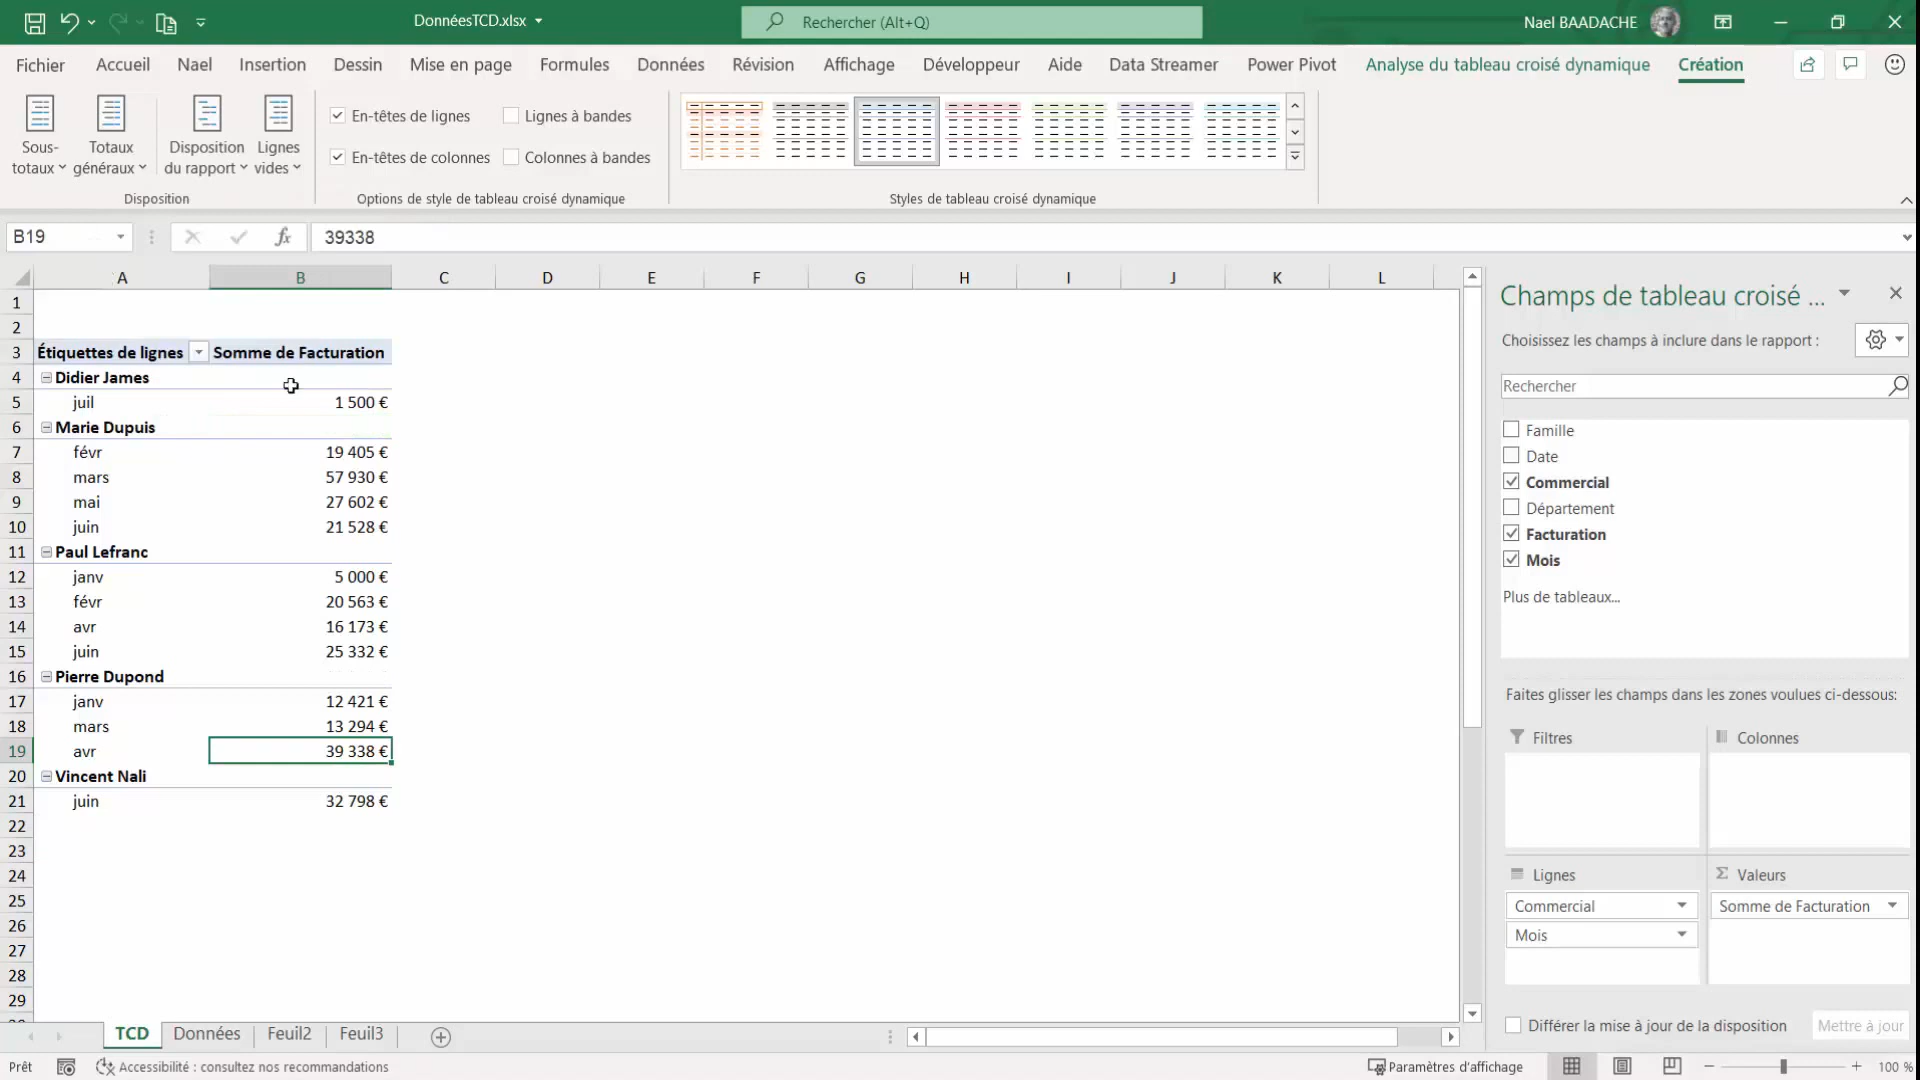 DonnéesTCD.xlsx
Rechercher (Alt+Q)
Nael BAADACHE
Fichier Accueil Nael Insertion Dessin Mise en page Formules Données Révision Affichage Développeur Aide Data Streamer Power Pivot Analyse du tableau croisé dynamique Création
Sous-totaux
Totaux généraux
Disposition du rapport
Lignes vides
Disposition
En-têtes de lignes Lignes à bandes
En-têtes de colonnes Colonnes à bandes
Options de style de tableau croisé dynamique
Styles de tableau croisé dynamique
B19 fx 39338
A B C D E F G H I J K L
1
2
3 Étiquettes de lignes Somme de Facturation
4 Didier James
5 juil 1 500 €
6 Marie Dupuis
7 févr 19 405 €
8 mars 57 930 €
9 mai 27 602 €
10 juin 21 528 €
11 Paul Lefranc
12 janv 5 000 €
13 févr 20 563 €
14 avr 16 173 €
15 juin 25 332 €
16 Pierre Dupond
17 janv 12 421 €
18 mars 13 294 €
19 avr 39 338 €
20 Vincent Nali
21 juin 32 798 €
22
23
24
25
26
27
28
29
Champs de tableau croisé ...
Choisissez les champs à inclure dans le rapport :
Rechercher
Famille
Date
Commercial
Département
Facturation
Mois
Plus de tableaux...
Faites glisser les champs dans les zones voulues ci-dessous:
Filtres Colonnes
Lignes Σ Valeurs
Commercial Somme de Facturation
Mois
Différer la mise à jour de la disposition Mettre à jour
TCD Données Feuil2 Feuil3
Prêt Accessibilité : consultez nos recommandations Paramètres d'affichage 100 %